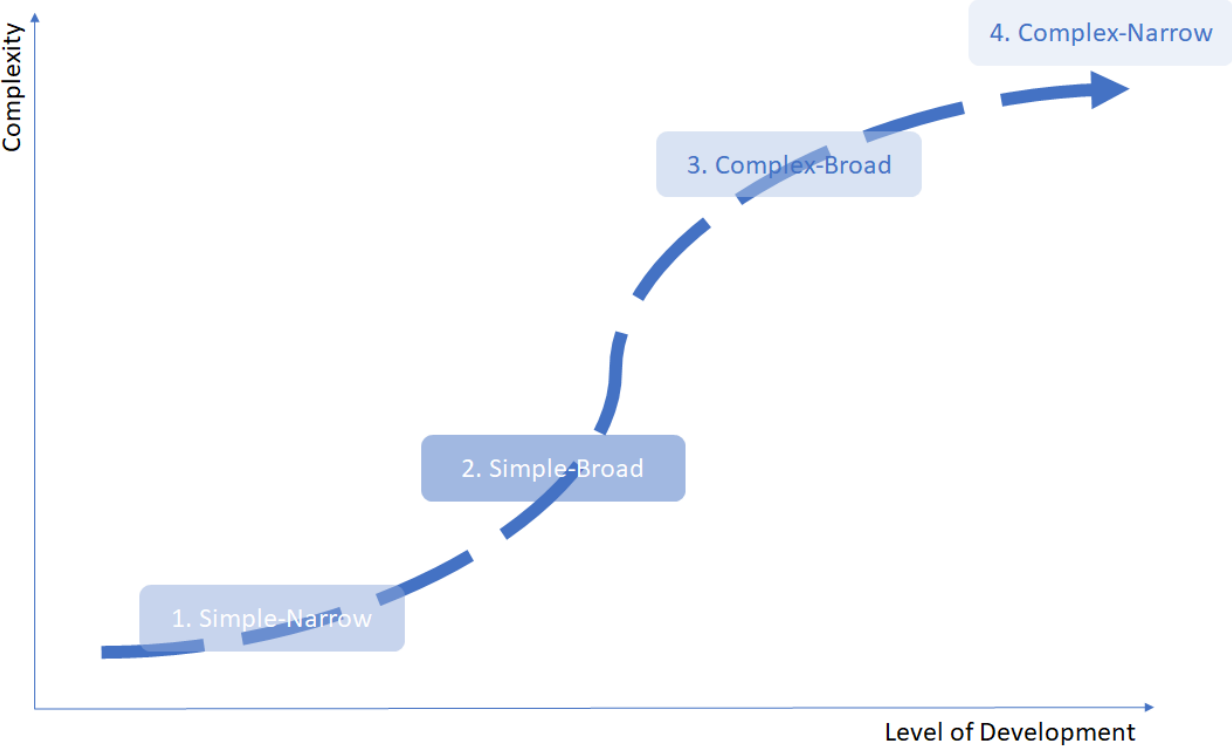 Complexity
4. Complex-Narrow
3. Complex-Broad
2. Simple-Broad
1. Simple-Narrow
Level of Development